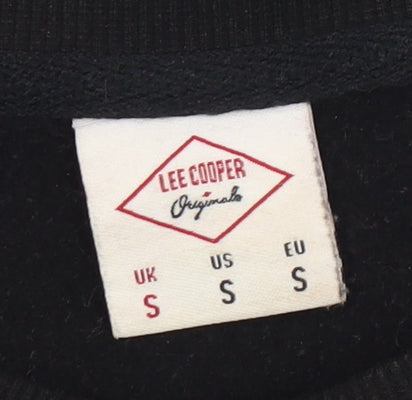 LEE COOPER
Originals
UK US EU
S S S